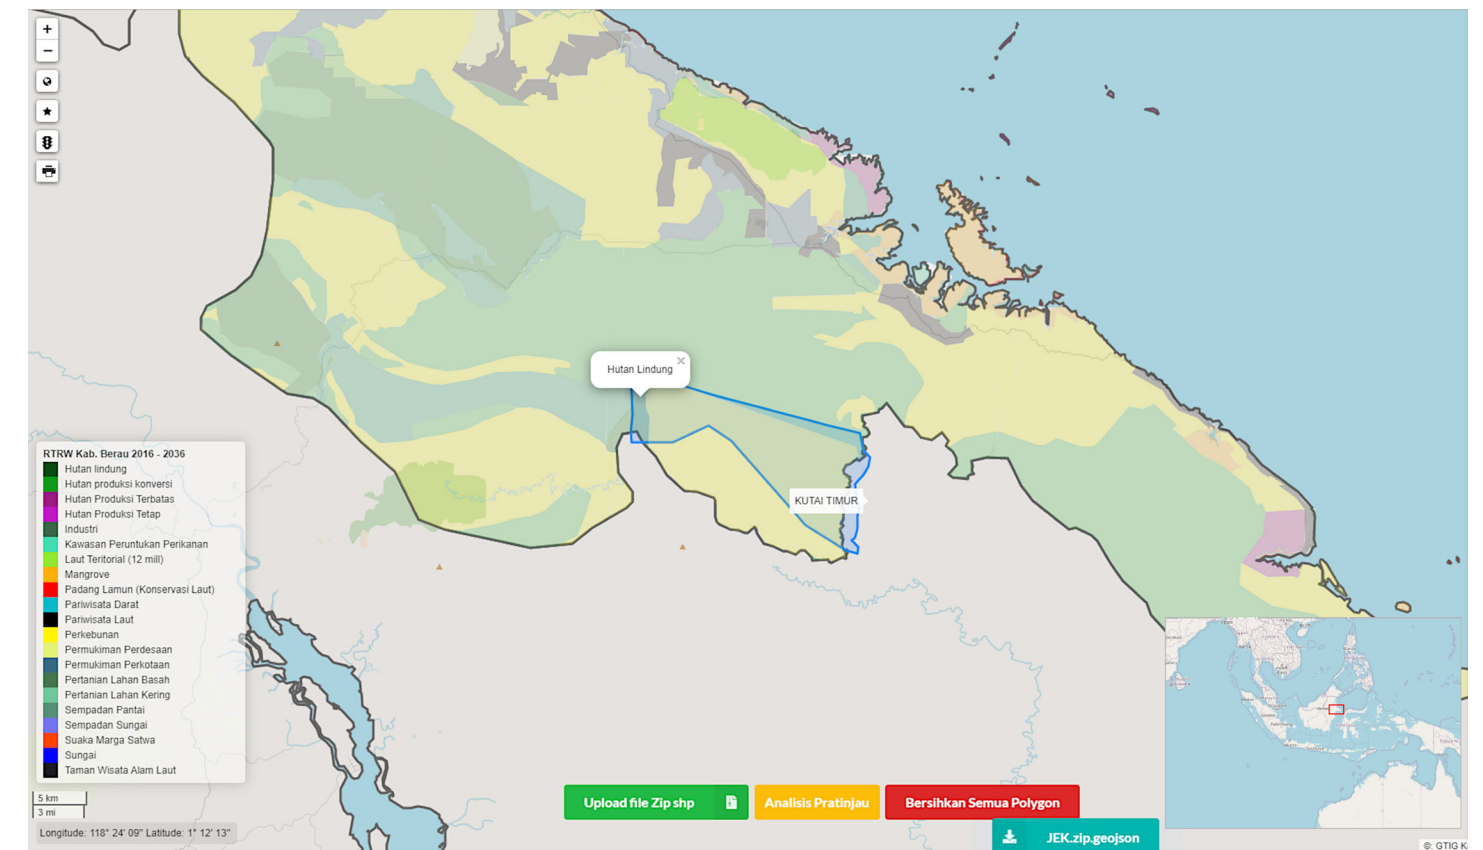 +
−
Hutan Lindung
×
KUTAI TIMUR
RTRW Kab. Berau 2016 - 2036
Hutan lindung
Hutan produksi konversi
Hutan Produksi Terbatas
Hutan Produksi Tetap
Industri
Kawasan Peruntukan Perikanan
Laut Teritorial (12 mill)
Mangrove
Padang Lamun (Konservasi Laut)
Pariwisata Darat
Pariwisata Laut
Perkebunan
Permukiman Perdesaan
Permukiman Perkotaan
Pertanian Lahan Basah
Pertanian Lahan Kering
Sempadan Pantai
Sempadan Sungai
Suaka Marga Satwa
Sungai
Taman Wisata Alam Laut
5 km
3 mi
Longitude: 118° 24' 09" Latitude: 1° 12' 13"
Upload file Zip shp
Analisis Pratinjau
Bersihkan Semua Polygon
JEK.zip.geojson
©: GTIG K